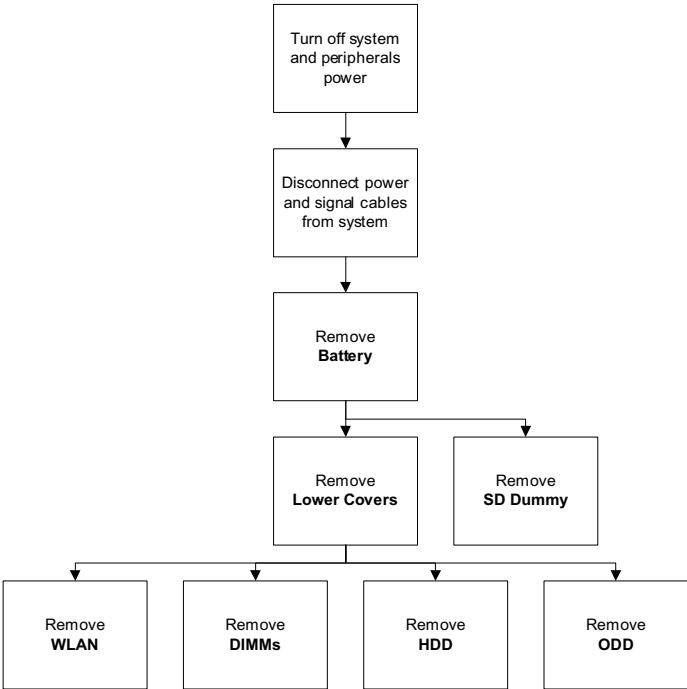 Turn off system
and peripherals
power
Disconnect power
and signal cables
from system
Remove
Battery
Remove
Lower Covers
Remove
SD Dummy
Remove
WLAN
Remove
DIMMs
Remove
HDD
Remove
ODD